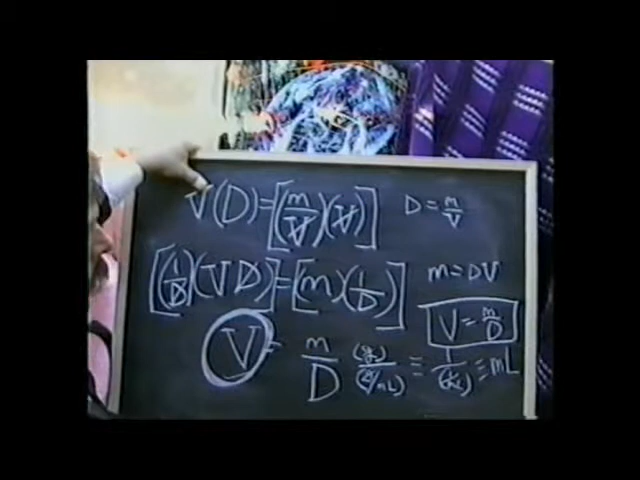 V(D)=[(m/V)(V)] D=m/V
[(1/D)(VD)]=[(m)(1/D)] m=DV
V=m/D
V= m/D (g)/(g/mL) ≡ 1/(1/mL) ≡ mL